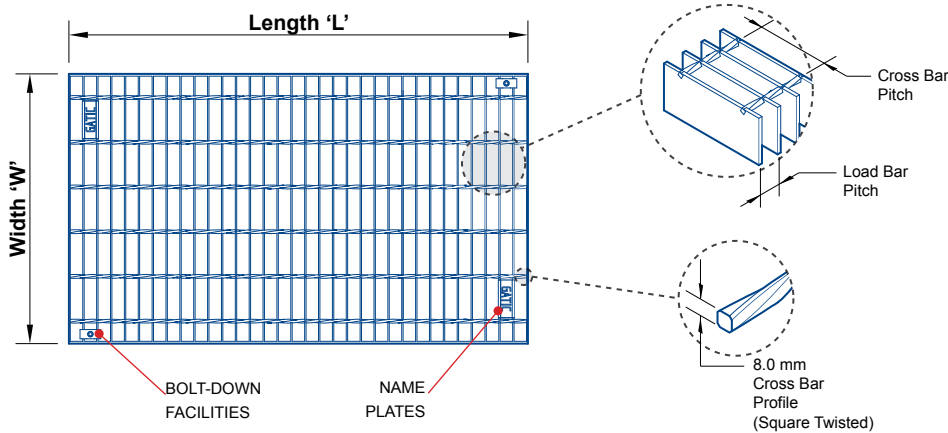 Length ‘L’
Width ‘W’
GATIC
GATIC
Cross Bar
Pitch
Load Bar
Pitch
8.0 mm
Cross Bar
Profile
(Square Twisted)
BOLT-DOWN
FACILITIES
NAME
PLATES